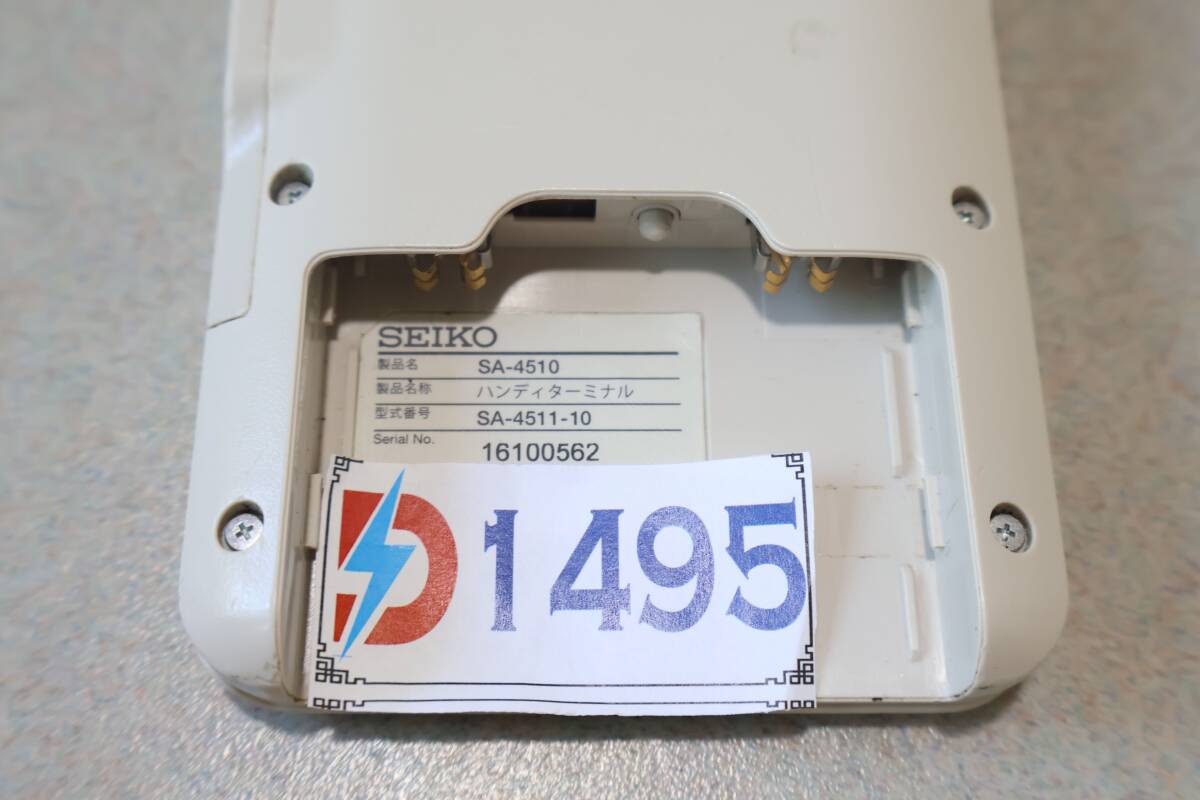 SEIKO
製品名 SA-4510
製品名称 ハンディターミナル
型式番号 SA-4511-10
Serial No. 16100562
D 1495